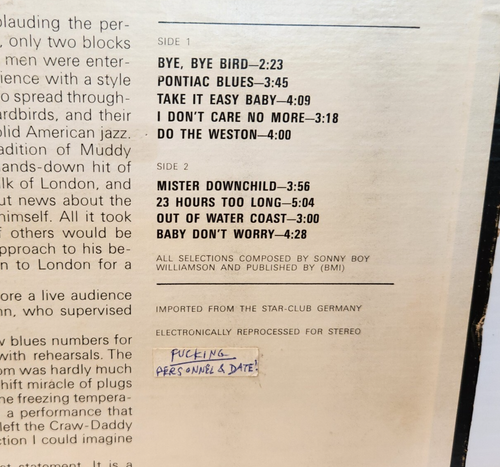 plauding the per-
, only two blocks
men were enter-
ience with a style
o spread through-
ardbirds, and their
olid American jazz.
adition of Muddy
ands-down hit of
lk of London, and
ut news about the
himself. All it took
f others would be
pproach to his be-
n to London for a
ore a live audience
nn, who supervised
w blues numbers for
with rehearsals. The
om was hardly much
hift miracle of plugs
he freezing tempera-
a performance that
left the Craw-Daddy
ction I could imagine
st statement. It is a
SIDE 1
BYE, BYE BIRD—2:23
PONTIAC BLUES—3:45
TAKE IT EASY BABY—4:09
I DON'T CARE NO MORE—3:18
DO THE WESTON—4:00
SIDE 2
MISTER DOWNCHILD—3:56
23 HOURS TOO LONG—5:04
OUT OF WATER COAST—3:00
BABY DON'T WORRY—4:28
ALL SELECTIONS COMPOSED BY SONNY BOY
WILLIAMSON AND PUBLISHED BY (BMI)
IMPORTED FROM THE STAR-CLUB GERMANY
ELECTRONICALLY REPROCESSED FOR STEREO
FUCKING
PERSONNEL & DATE!